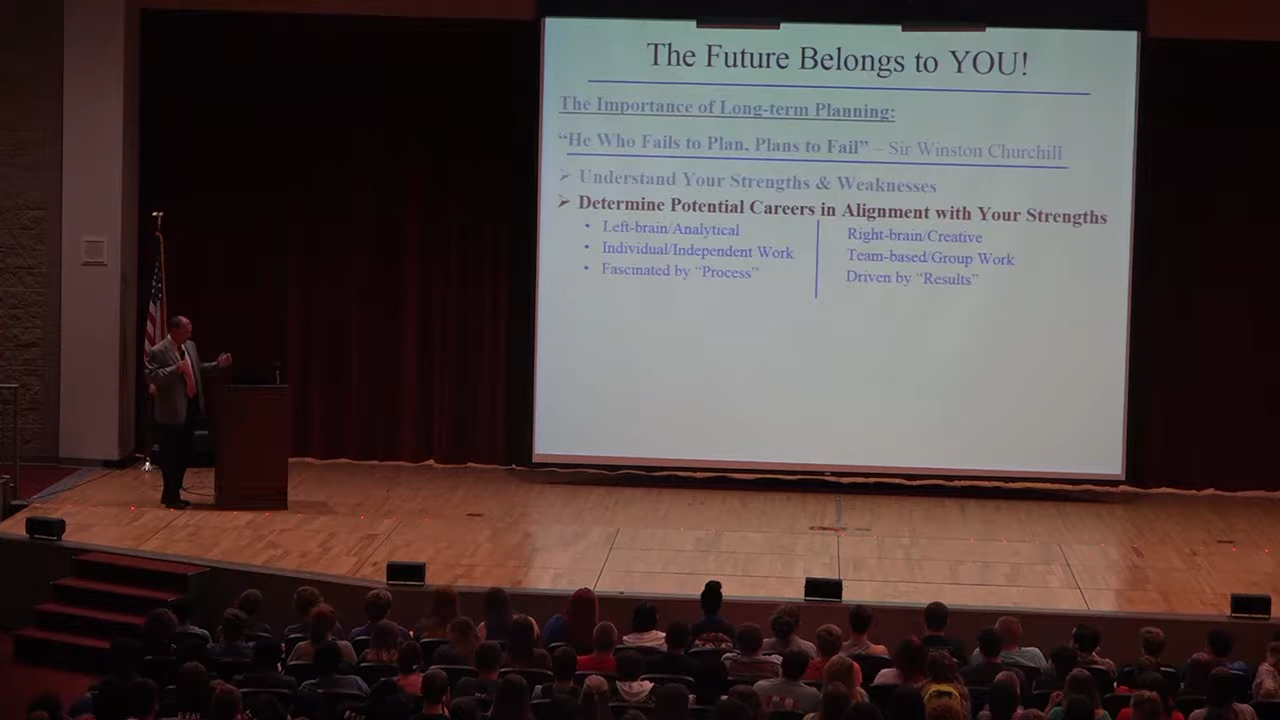 The Future Belongs to YOU!
The Importance of Long-term Planning:
“He Who Fails to Plan, Plans to Fail” – Sir Winston Churchill
➢ Understand Your Strengths & Weaknesses
➢ Determine Potential Careers in Alignment with Your Strengths
• Left-brain/Analytical
• Individual/Independent Work
• Fascinated by “Process”
Right-brain/Creative
Team-based/Group Work
Driven by “Results”